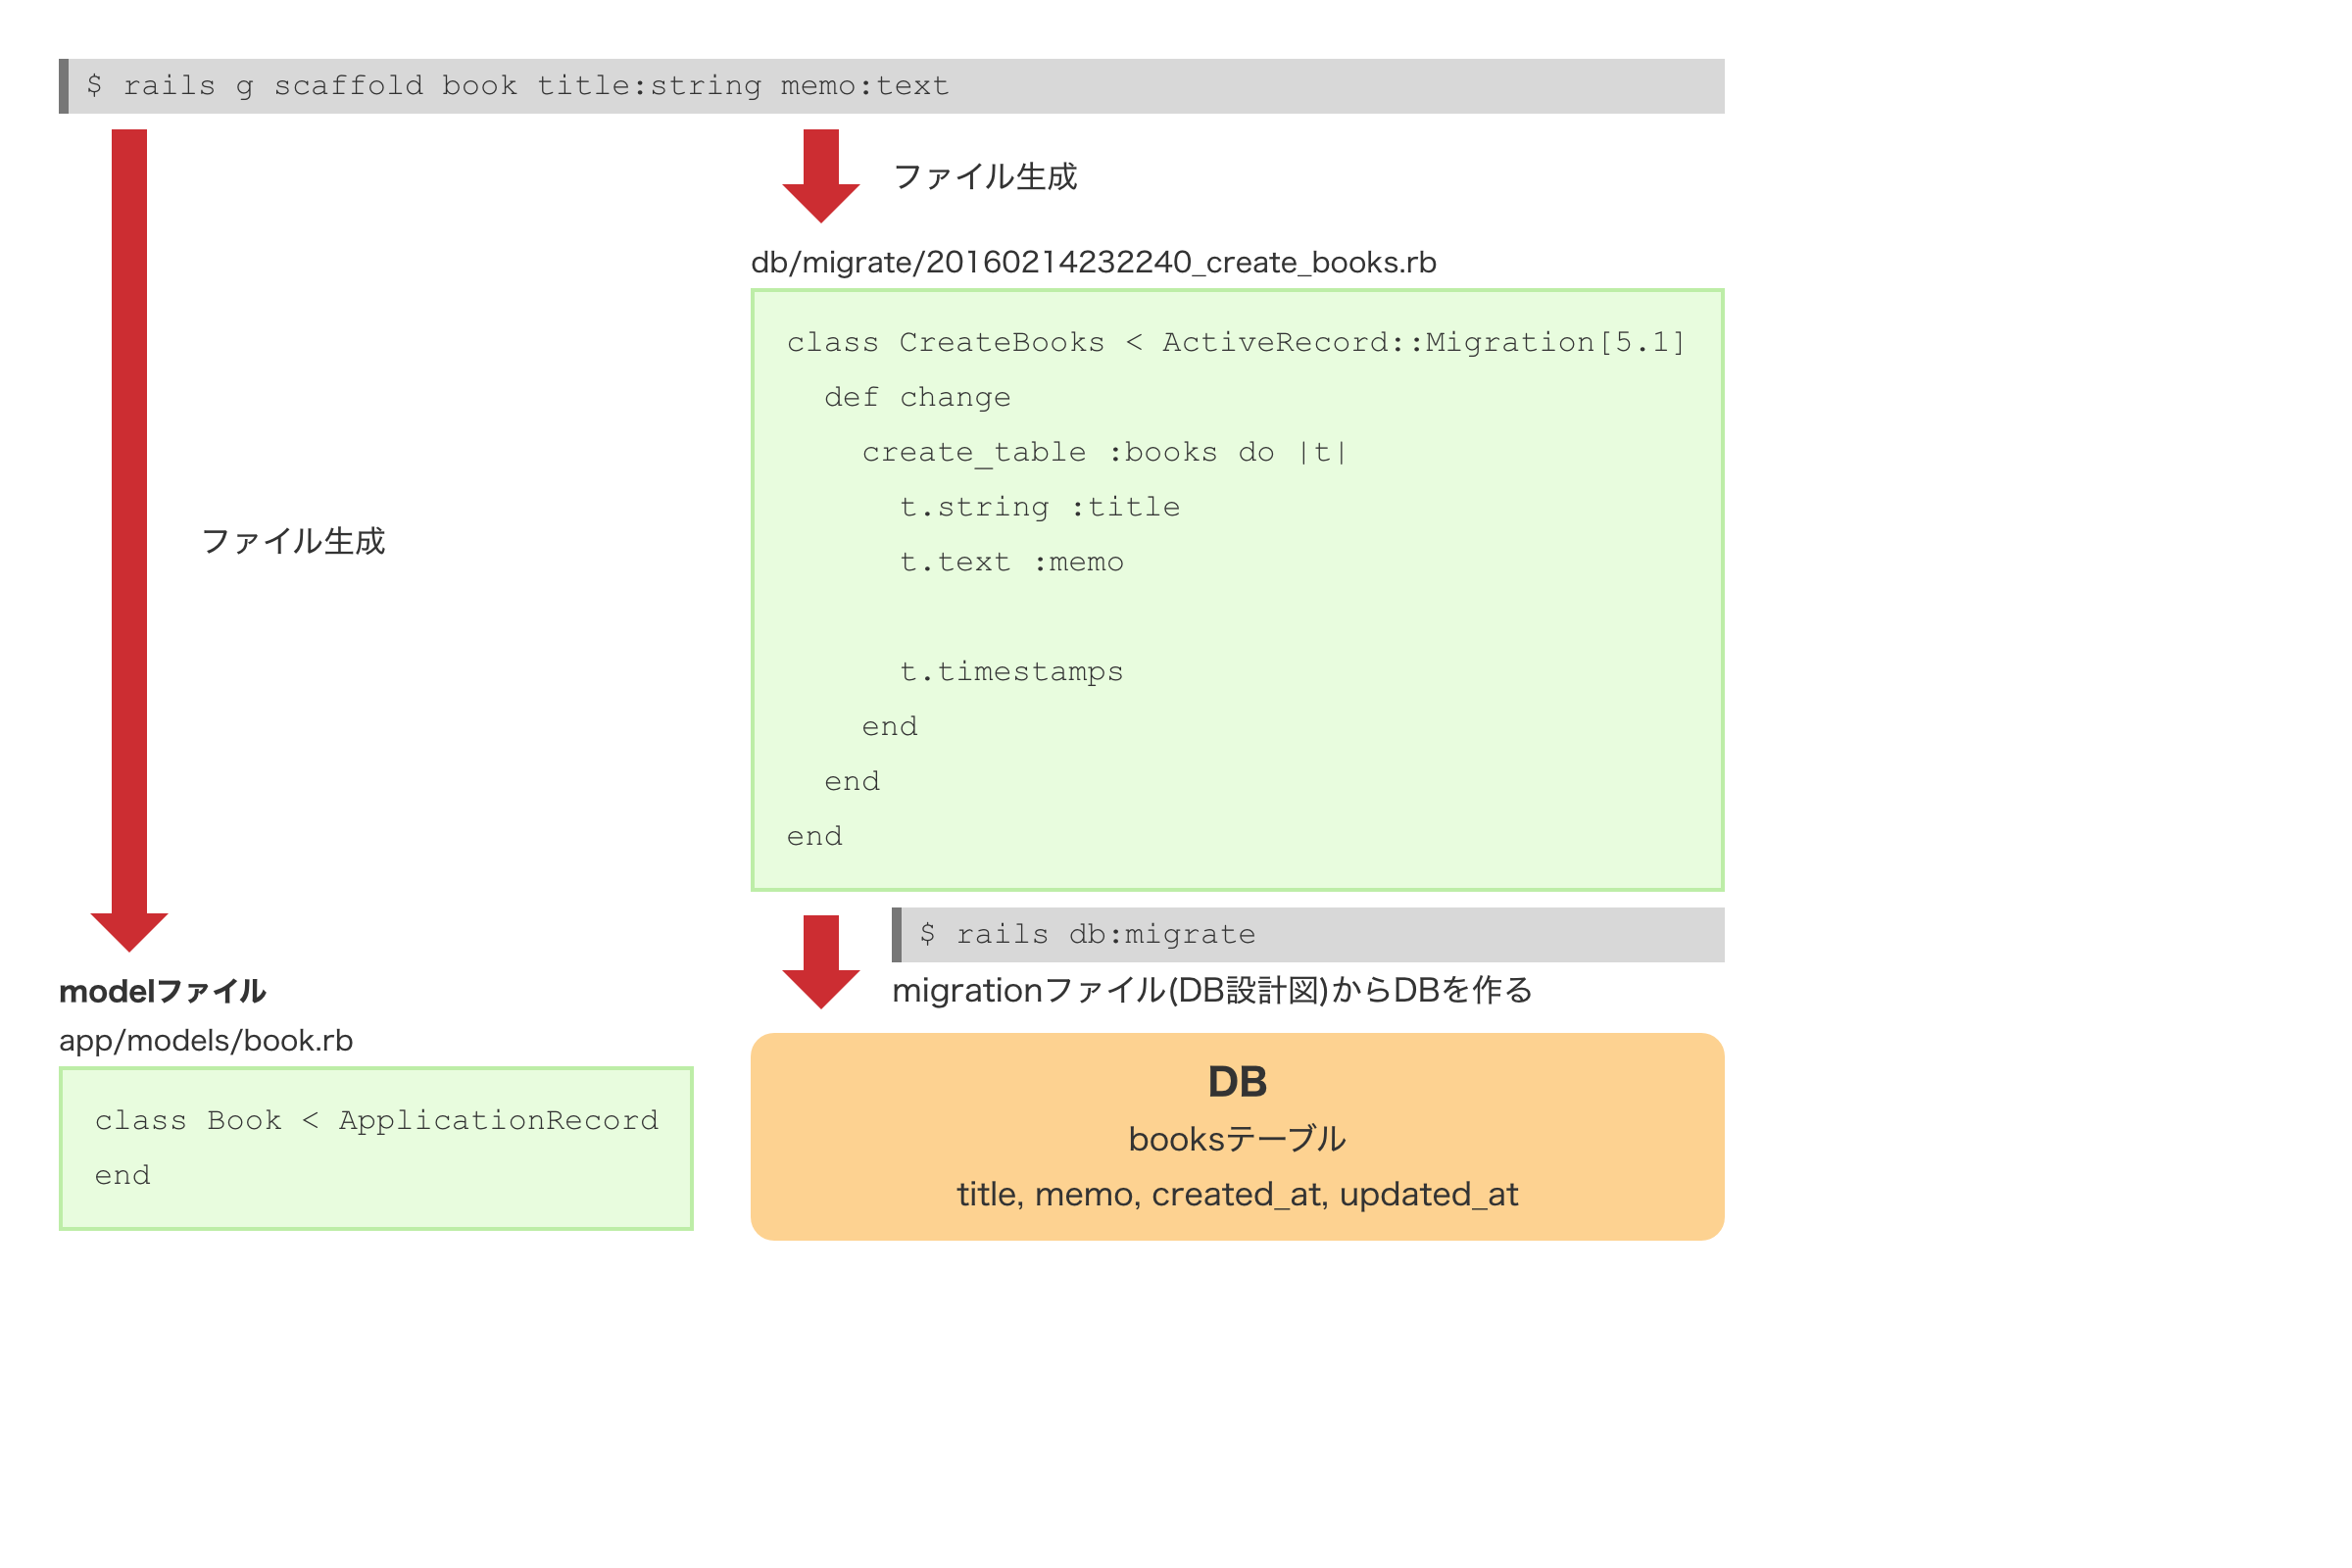 $ rails g scaffold book title:string memo:text
ファイル生成
db/migrate/20160214232240_create_books.rb
class CreateBooks < ActiveRecord::Migration[5.1]
  def change
    create_table :books do |t|
      t.string :title
      t.text :memo
      t.timestamps
    end
  end
end
ファイル生成
$ rails db:migrate
migrationファイル(DB設計図)からDBを作る
modelファイル
app/models/book.rb
class Book < ApplicationRecord
end
DB
booksテーブル
title, memo, created_at, updated_at